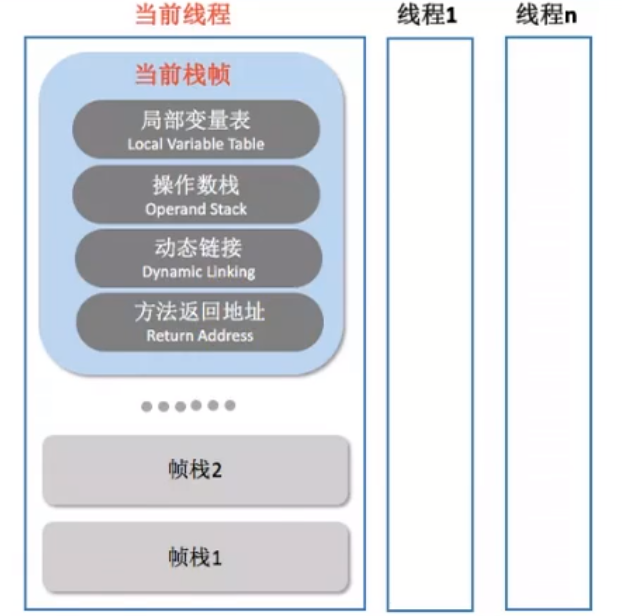 当前线程
线程1
线程n
当前栈帧
局部变量表
Local Variable Table
操作数栈
Operand Stack
动态链接
Dynamic Linking
方法返回地址
Return Address
帧栈2
帧栈1